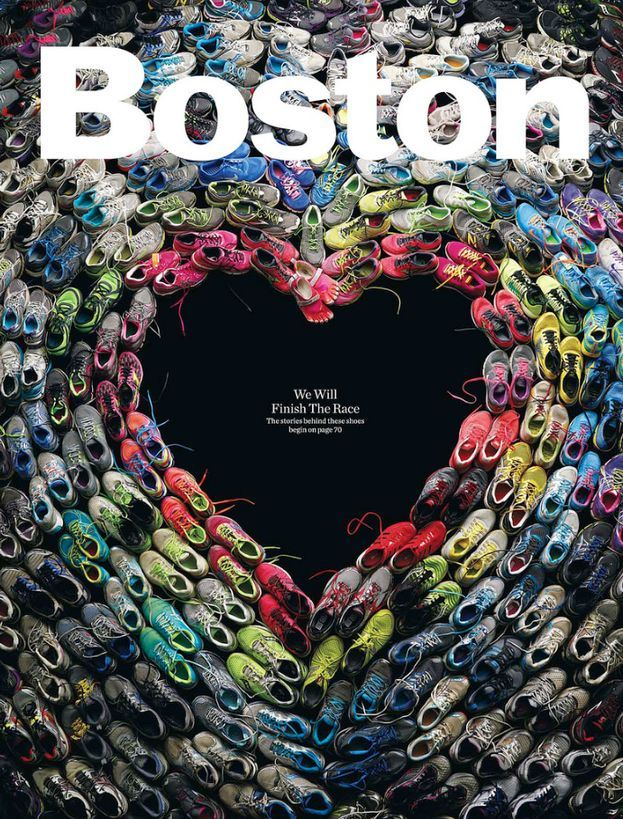 Boston
We Will
Finish The Race
The stories behind these shoes
begin on page 70